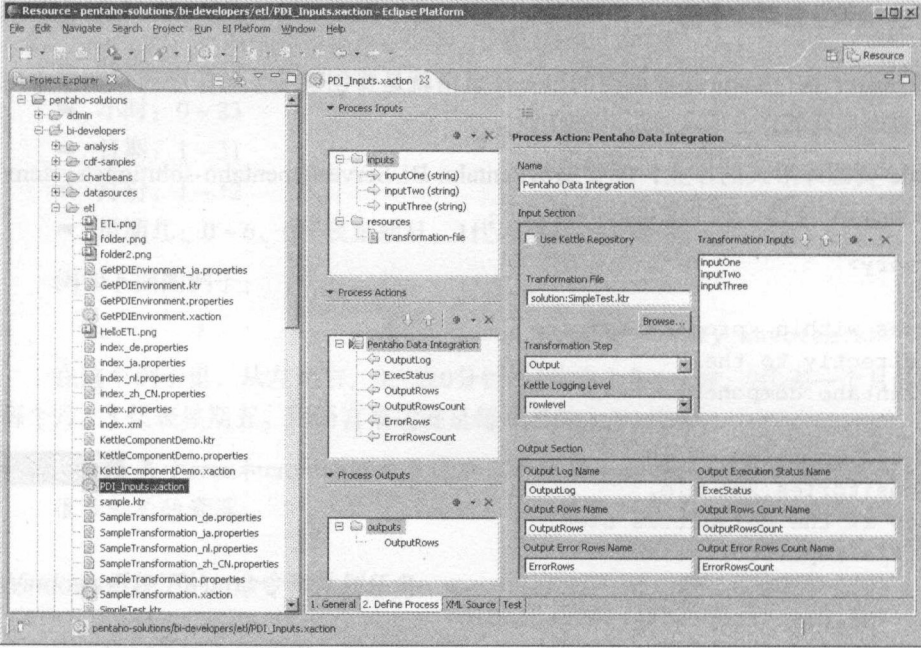 Resource - pentaho-solutions/bi-developers/etl/PDI_Inputs.xaction - Eclipse Platform
File Edit View Navigate Search Project Run BI Platform Window Help
Resource
Project Explorer
pentaho-solutions
admin
bi-developers
analysis
cdf-samples
chartbeans
datasources
etl
ETL.png
folder.png
folder2.png
GetPDIEnvironment_ja.properties
GetPDIEnvironment.ktr
GetPDIEnvironment.properties
GetPDIEnvironment.xaction
HelloETL.png
index_de.properties
index_ja.properties
index_nl.properties
index_zh_CN.properties
index.properties
index.xml
KettleComponentDemo.ktr
KettleComponentDemo.properties
KettleComponentDemo.xaction
PDI_Inputs.xaction
sample.ktr
SampleTransformation_de.properties
SampleTransformation_ja.properties
SampleTransformation_nl.properties
SampleTransformation_zh_CN.properties
SampleTransformation.properties
SampleTransformation.xaction
SimpleTest.ktr
PDI_Inputs.xaction
Process Inputs
inputs
inputOne (string)
inputTwo (string)
inputThree (string)
resources
transformation-file
Process Actions
Pentaho Data Integration
OutputLog
ExecStatus
OutputRows
OutputRowsCount
ErrorRows
ErrorRowsCount
Process Outputs
outputs
OutputRows
Process Action: Pentaho Data Integration
Name
Pentaho Data Integration
Input Section
Use Kettle Repository
Tranformation File
solution:SimpleTest.ktr
Browse...
Transformation Step
Output
Kettle Logging Level
rowlevel
Transformation Inputs
inputOne
inputTwo
inputThree
Output Section
Output Log Name
Output Execution Status Name
OutputLog
ExecStatus
Output Rows Name
Output Rows Count Name
OutputRows
OutputRowsCount
Output Error Rows Name
Output Error Rows Count Name
ErrorRows
ErrorRowsCount
1. General 2. Define Process XML Source Test
pentaho-solutions/bi-developers/etl/PDI_Inputs.xaction